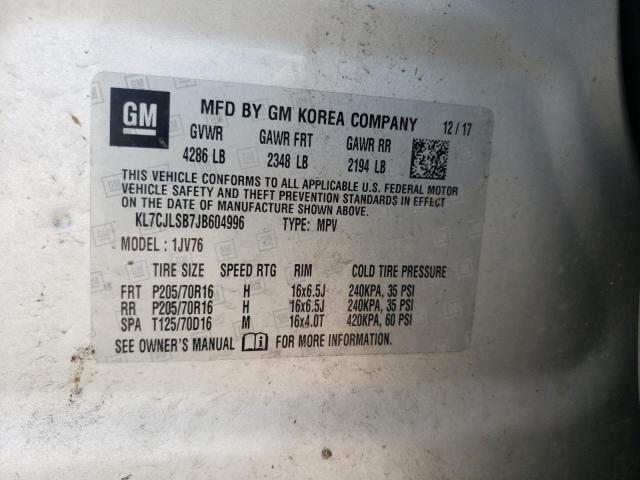 GM
MFD BY GM KOREA COMPANY 12/17
GVWR GAWR FRT GAWR RR
4286 LB 2348 LB 2194 LB
THIS VEHICLE CONFORMS TO ALL APPLICABLE U.S. FEDERAL MOTOR
VEHICLE SAFETY AND THEFT PREVENTION STANDARDS IN EFFECT
ON THE DATE OF MANUFACTURE SHOWN ABOVE.
KL7CJLSB7JB604996 TYPE: MPV
MODEL: 1JV76
TIRE SIZE SPEED RTG RIM COLD TIRE PRESSURE
FRT P205/70R16 H 16x6.5J 240KPA, 35 PSI
RR P205/70R16 H 16x6.5J 240KPA, 35 PSI
SPA T125/70D16 M 16x4.0T 420KPA, 60 PSI
SEE OWNER'S MANUAL FOR MORE INFORMATION.